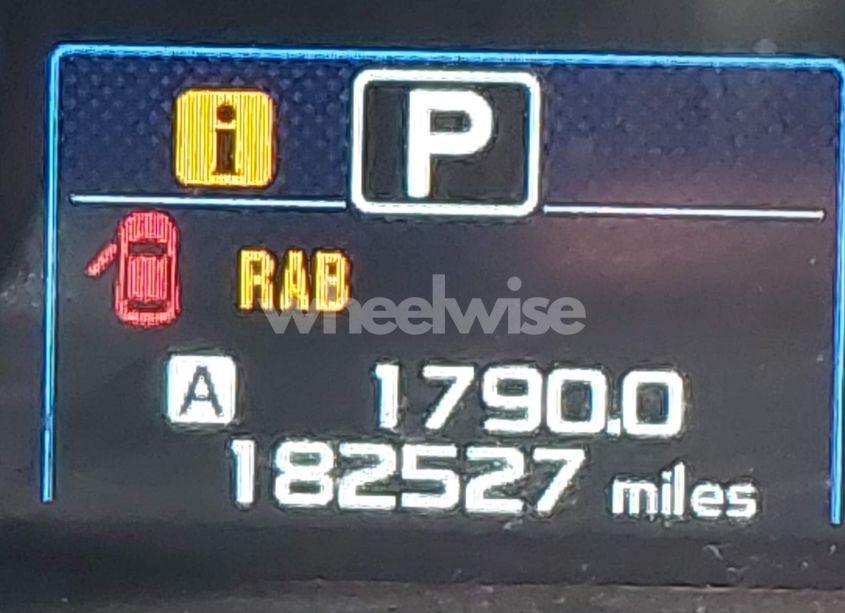 i P
RAB
wheelwise
A 1790.0
182527 miles